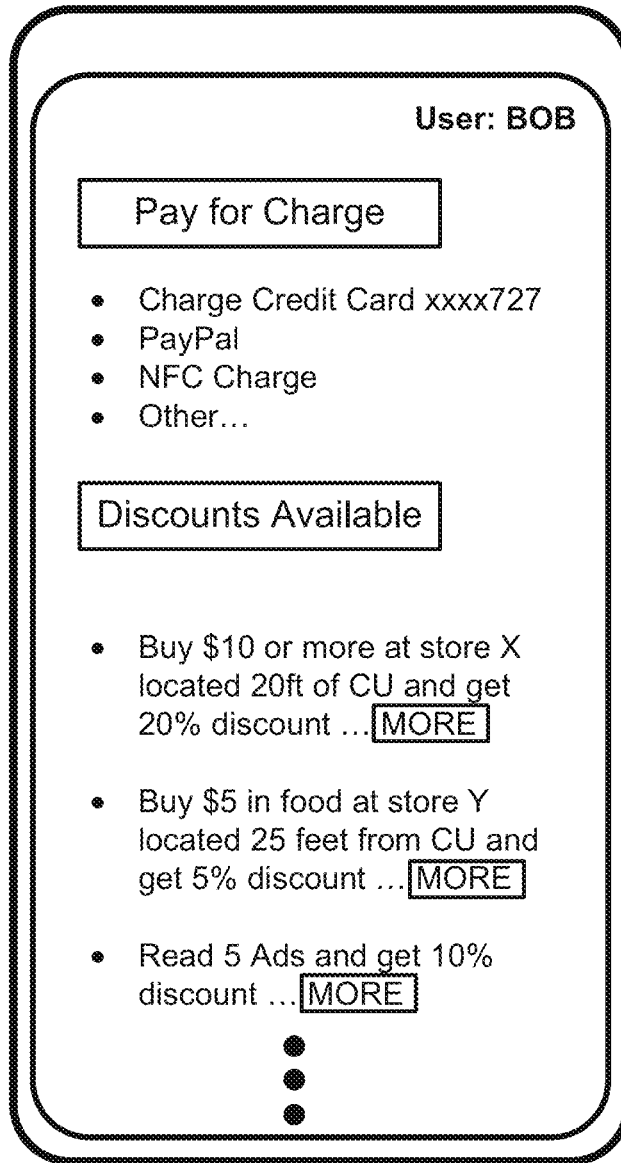 User: BOB
Pay for Charge
• Charge Credit Card xxxx727
• PayPal
• NFC Charge
• Other…
Discounts Available
• Buy $10 or more at store X
located 20ft of CU and get
20% discount …MORE
• Buy $5 in food at store Y
located 25 feet from CU and
get 5% discount …MORE
• Read 5 Ads and get 10%
discount …MORE